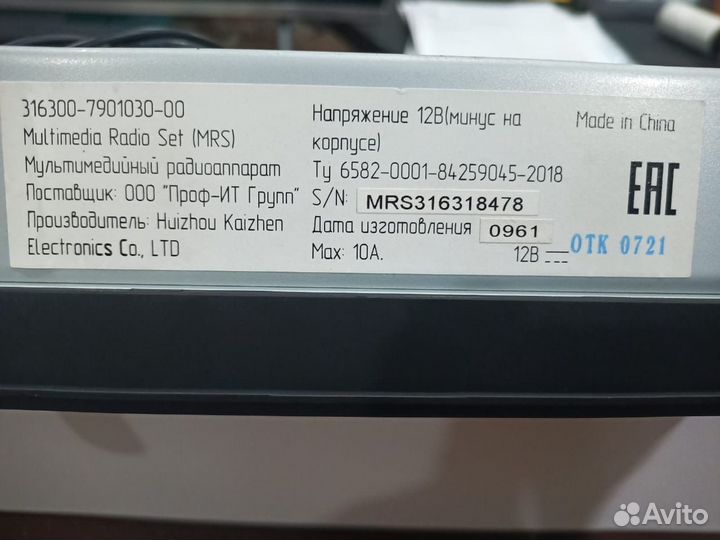 316300-7901030-00
Multimedia Radio Set (MRS)
Мультимедийный радиоаппарат
Поставщик: ООО "Проф-ИТ Групп"
Производитель: Huizhou Kaizhen
Electronics Co., LTD
Напряжение 12В(минус на
корпусе)
Ту 6582-0001-84259045-2018
S/N: MRS316318478
Дата изготовления 0961
Max: 10А. 12В
Made in China
EAC
ОТК 0721
Avito